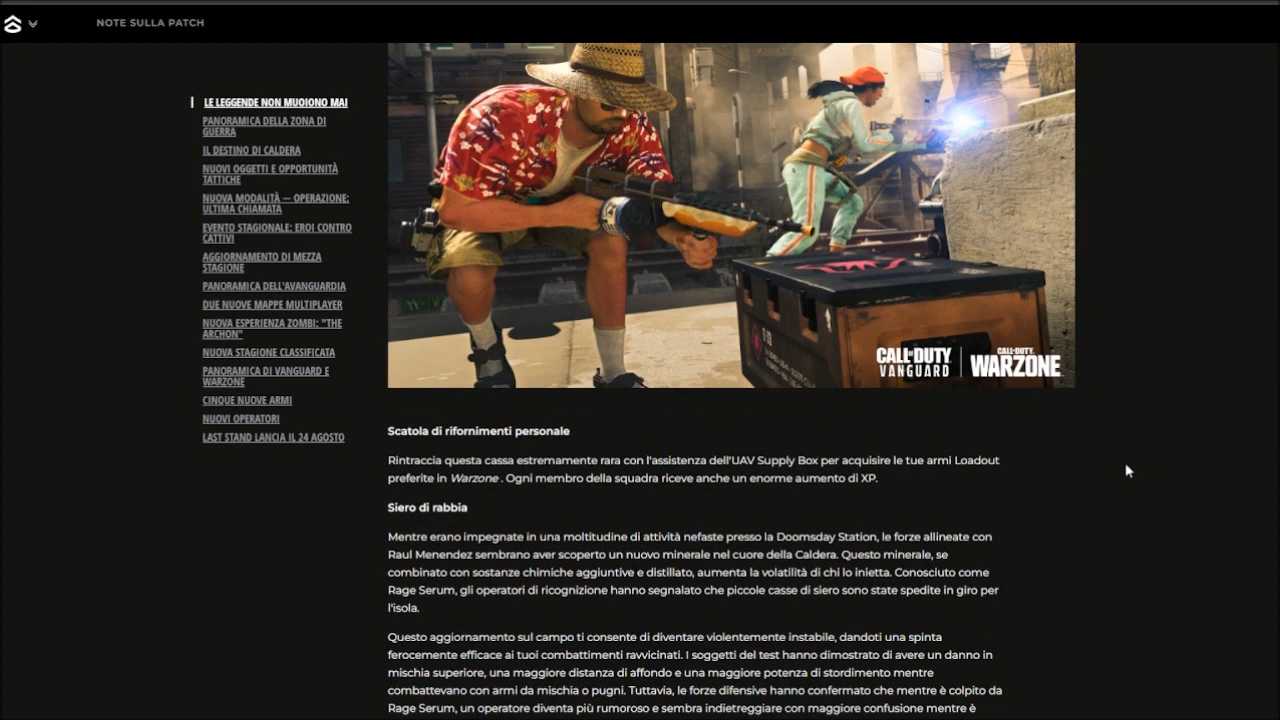 NOTE SULLA PATCH
LE LEGGENDE NON MUOIONO MAI
PANORAMICA DELLA ZONA DI
GUERRA
IL DESTINO DI CALDERA
NUOVI OGGETTI E OPPORTUNITÀ
TATTICHE
NUOVA MODALITÀ — OPERAZIONE:
ULTIMA CHIAMATA
EVENTO STAGIONALE: EROI CONTRO
CATTIVI
AGGIORNAMENTO DI MEZZA
STAGIONE
PANORAMICA DELL'AVANGUARDIA
DUE NUOVE MAPPE MULTIPLAYER
NUOVA ESPERIENZA ZOMBI: "THE
ARCHON"
NUOVA STAGIONE CLASSIFICATA
PANORAMICA DI VANGUARD E
WARZONE
CINQUE NUOVE ARMI
NUOVI OPERATORI
LAST STAND LANCIA IL 24 AGOSTO
CALL OF DUTY
VANGUARD
CALL OF DUTY
WARZONE
Scatola di rifornimenti personale
Rintraccia questa cassa estremamente rara con l'assistenza dell'UAV Supply Box per acquisire le tue armi Loadout
preferite in Warzone . Ogni membro della squadra riceve anche un enorme aumento di XP.
Siero di rabbia
Mentre erano impegnate in una moltitudine di attività nefaste presso la Doomsday Station, le forze allineate con
Raul Menendez sembrano aver scoperto un nuovo minerale nel cuore della Caldera. Questo minerale, se
combinato con sostanze chimiche aggiuntive e distillato, aumenta la volatilità di chi lo inietta. Conosciuto come
Rage Serum, gli operatori di ricognizione hanno segnalato che piccole casse di siero sono state spedite in giro per
l'isola.
Questo aggiornamento sul campo ti consente di diventare violentemente instabile, dandoti una spinta
ferocemente efficace ai tuoi combattimenti ravvicinati. I soggetti del test hanno dimostrato di avere un danno in
mischia superiore, una maggiore distanza di affondo e una maggiore potenza di stordimento mentre
combattevano con armi da mischia o pugni. Tuttavia, le forze difensive hanno confermato che mentre è colpito da
Rage Serum, un operatore diventa più rumoroso e sembra indietreggiare con maggiore confusione mentre è